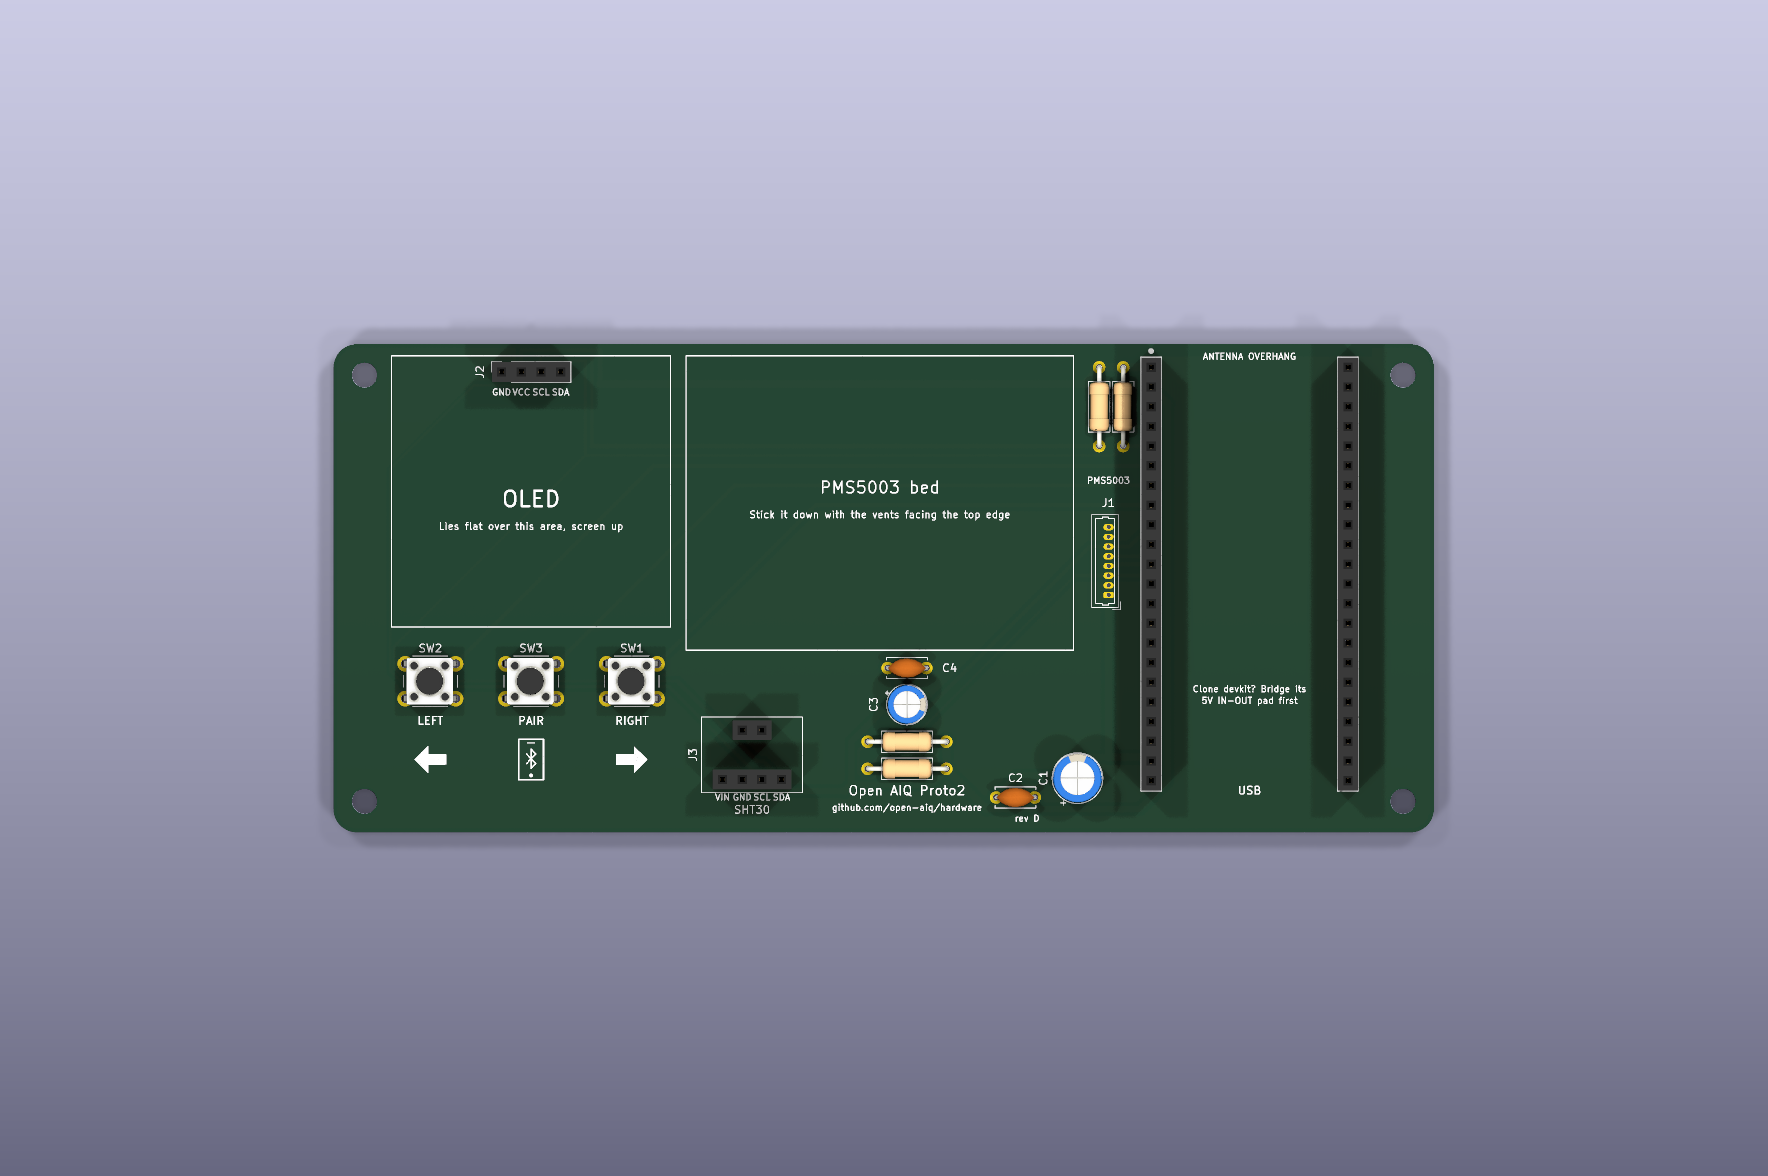 J2
GND VCC SCL SDA
OLED
Lies flat over this area, screen up
PMS5003 bed
Stick it down with the vents facing the top edge
PMS5003
J1
ANTENNA OVERHANG
SW2
SW3
SW1
LEFT
PAIR
RIGHT
J3
VIN GND SCL SDA
SHT30
C4
C3
Open AIQ Proto2
github.com/open-aiq/hardware
C2
C1
+
rev D
Clone devkit? Bridge its
5V IN-OUT pad first
USB